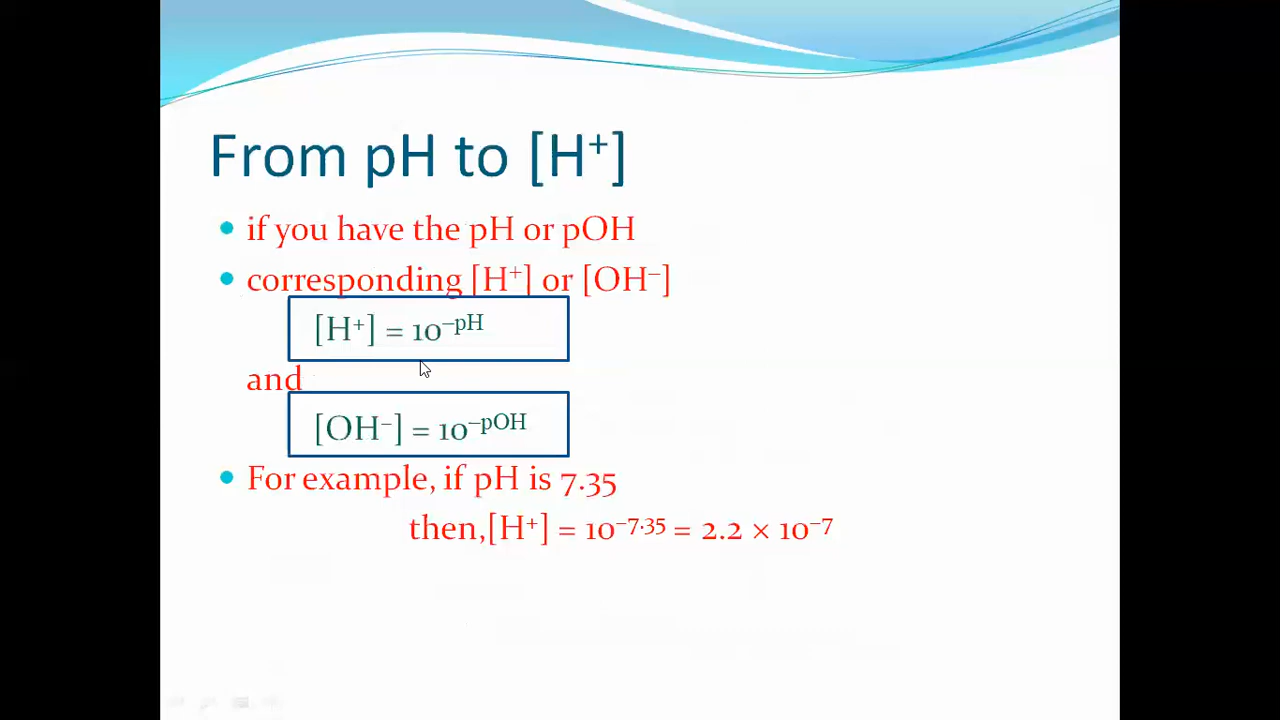 From pH to [H⁺]
• if you have the pH or pOH
• corresponding [H⁺] or [OH⁻]
[H⁺] = 10⁻ᵖᴴ
and
[OH⁻] = 10⁻ᵖᴼᴴ
• For example, if pH is 7.35
then,[H⁺] = 10⁻⁷·³⁵ = 2.2 × 10⁻⁷